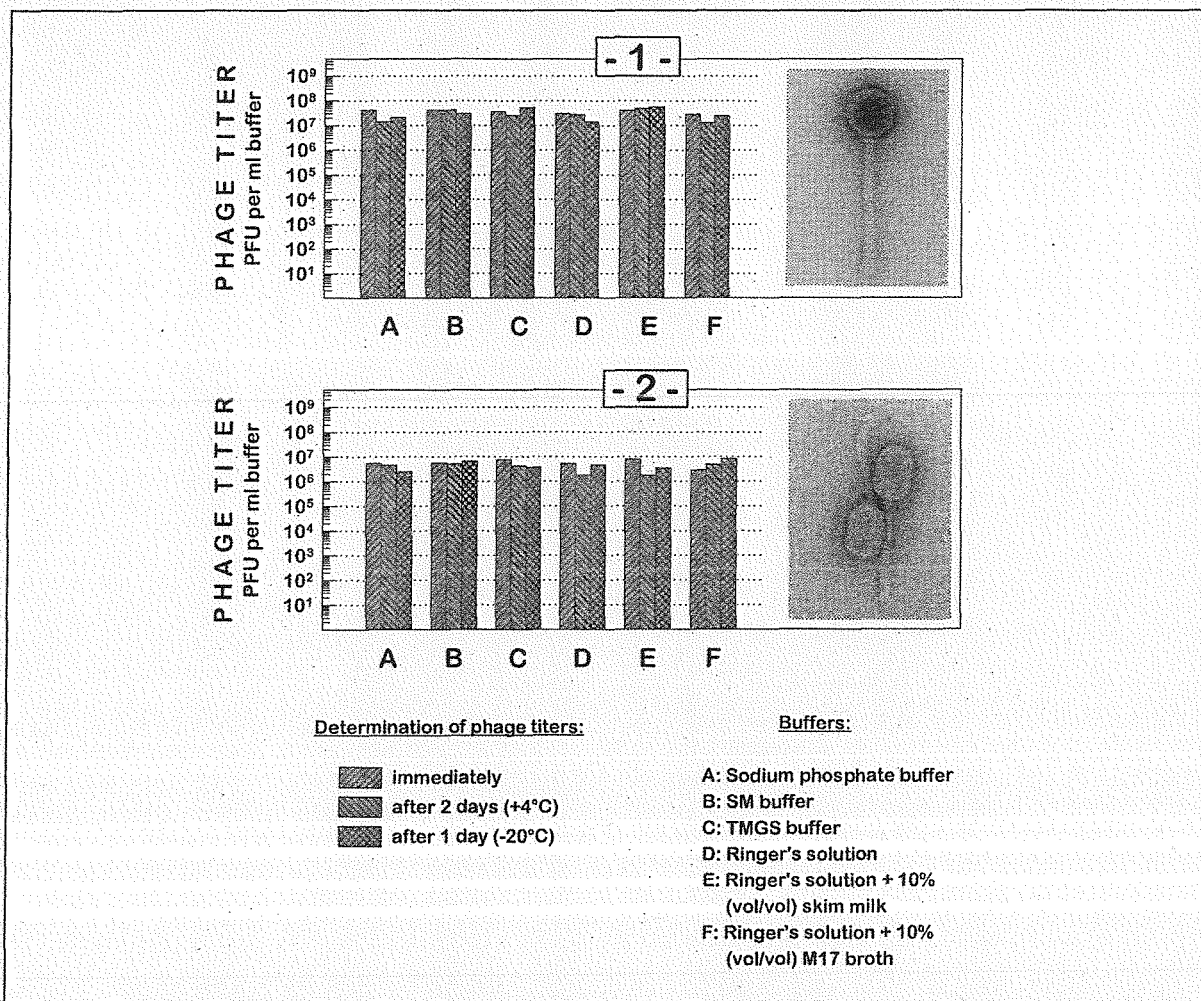 - 1 -
PHAGE TITER
PFU per ml buffer
10⁹
10⁸
10⁷
10⁶
10⁵
10⁴
10³
10²
10¹
A B C D E F
- 2 -
PHAGE TITER
PFU per ml buffer
10⁹
10⁸
10⁷
10⁶
10⁵
10⁴
10³
10²
10¹
A B C D E F
Determination of phage titers:
immediately
after 2 days (+4°C)
after 1 day (-20°C)
Buffers:
A: Sodium phosphate buffer
B: SM buffer
C: TMGS buffer
D: Ringer's solution
E: Ringer's solution + 10%
(vol/vol) skim milk
F: Ringer's solution + 10%
(vol/vol) M17 broth